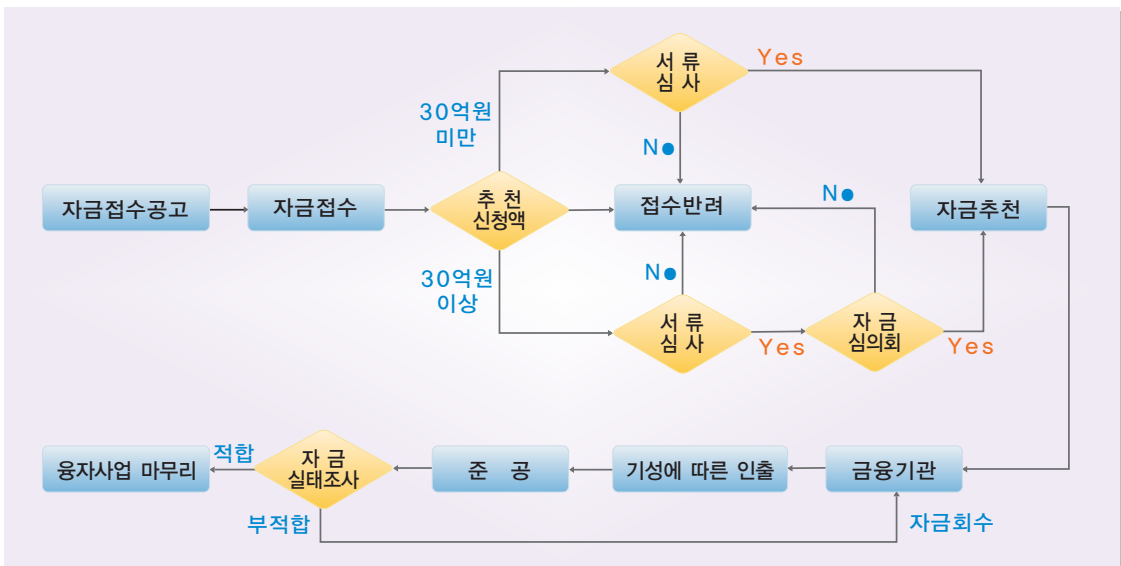 서 류
심 사
Yes
30억원
미만
No
자금접수공고
자금접수
추 천
신청액
접수반려
No
자금추천
30억원
이상
No
서 류
심 사
Yes
자 금
심의회
Yes
융자사업 마무리
적합
자 금
실태조사
준 공
기성에 따른 인출
금융기관
부적합
자금회수